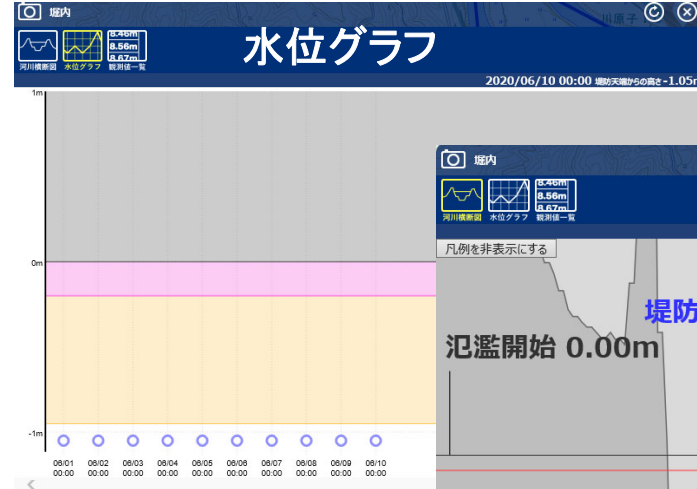 堀内
川原子
水位グラフ
8.46m
8.56m
8.67m
河川横断図 水位グラフ 観測値一覧
2020/06/10 00:00 堤防天端からの高さ -1.05m
1m
0m
-1m
06/01 06/02 06/03 06/04 06/05 06/06 06/07 06/08 06/09 06/10
00:00 00:00 00:00 00:00 00:00 00:00 00:00 00:00 00:00 00:00
堀内
8.46m
8.56m
8.67m
河川横断図 水位グラフ 観測値一覧
凡例を非表示にする
堤防
氾濫開始 0.00m